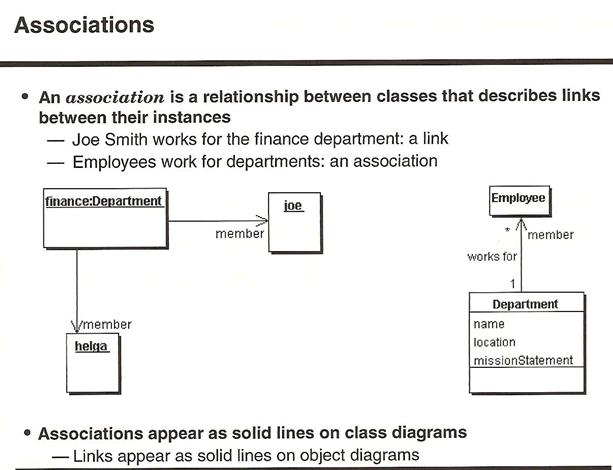 Associations
• An association is a relationship between classes that describes links
between their instances
— Joe Smith works for the finance department: a link
— Employees work for departments: an association
finance:Department
member
joe
member
helga
Employee
* member
works for
1
Department
name
location
missionStatement
• Associations appear as solid lines on class diagrams
— Links appear as solid lines on object diagrams